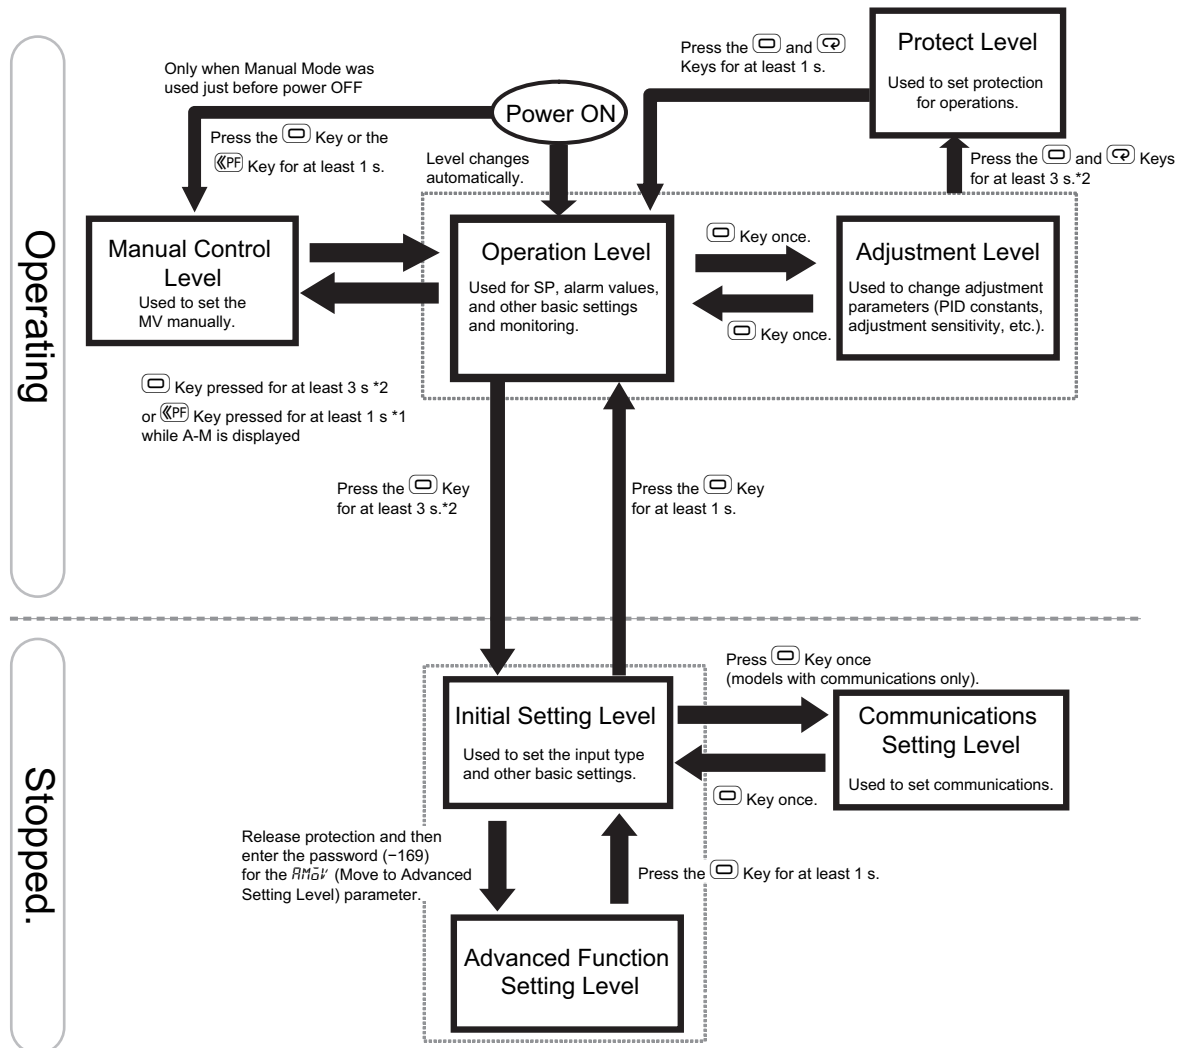 Operating
Stopped.
Only when Manual Mode was
used just before power OFF
Power ON
Press the Key or the
«PF Key for at least 1 s.
Level changes
automatically.
Press the and
Keys for at least 1 s.
Protect Level
Used to set protection
for operations.
Press the and Keys
for at least 3 s.*2
Manual Control
Level
Used to set the
MV manually.
Operation Level
Used for SP, alarm values,
and other basic settings
and monitoring.
Key once.
Key once.
Adjustment Level
Used to change adjustment
parameters (PID constants,
adjustment sensitivity, etc.).
Key pressed for at least 3 s *2
or «PF Key pressed for at least 1 s *1
while A-M is displayed
Press the Key
for at least 3 s.*2
Press the Key
for at least 1 s.
Initial Setting Level
Used to set the input type
and other basic settings.
Press Key once
(models with communications only).
Key once.
Communications
Setting Level
Used to set communications.
Release protection and then
enter the password (−169)
for the AMoV (Move to Advanced
Setting Level) parameter.
Press the Key for at least 1 s.
Advanced Function
Setting Level